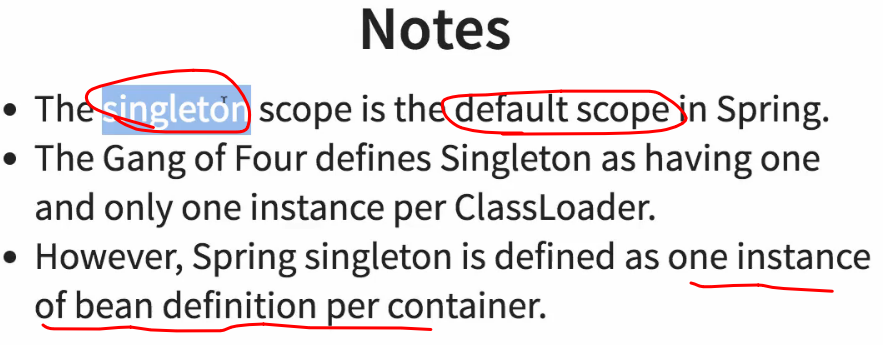 Notes
• The singleton scope is the default scope in Spring.
• The Gang of Four defines Singleton as having one
and only one instance per ClassLoader.
• However, Spring singleton is defined as one instance
of bean definition per container.